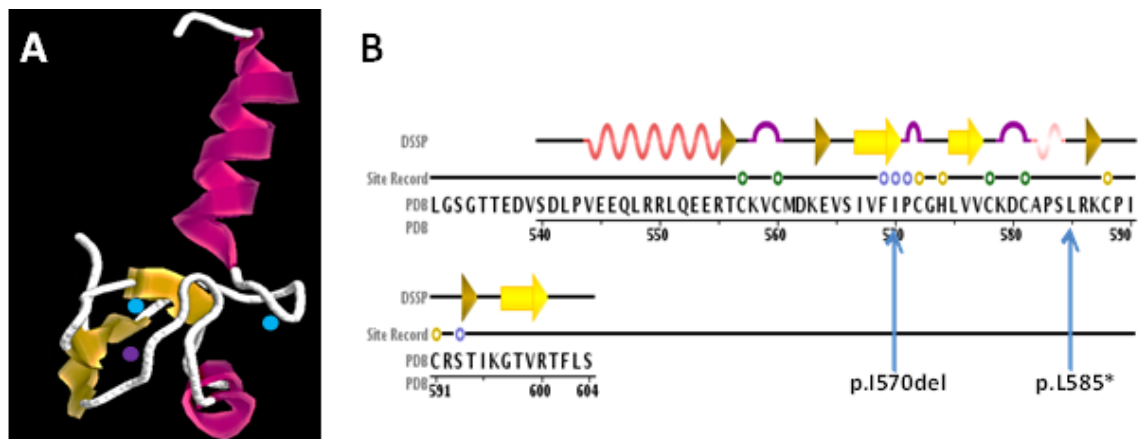 A
B
DSSP
Site Record
PDB LGSGTTEDVSDLPVEEQLRRLQEERTCKVCMDKEVSIVFIPCGHLVVCKDCAPSLRKCPI
PDB 540 550 560 570 580 590
DSSP
Site Record
PDB CRSTIKGTVRTFLS
PDB 591 600 604
p.I570del p.L585*